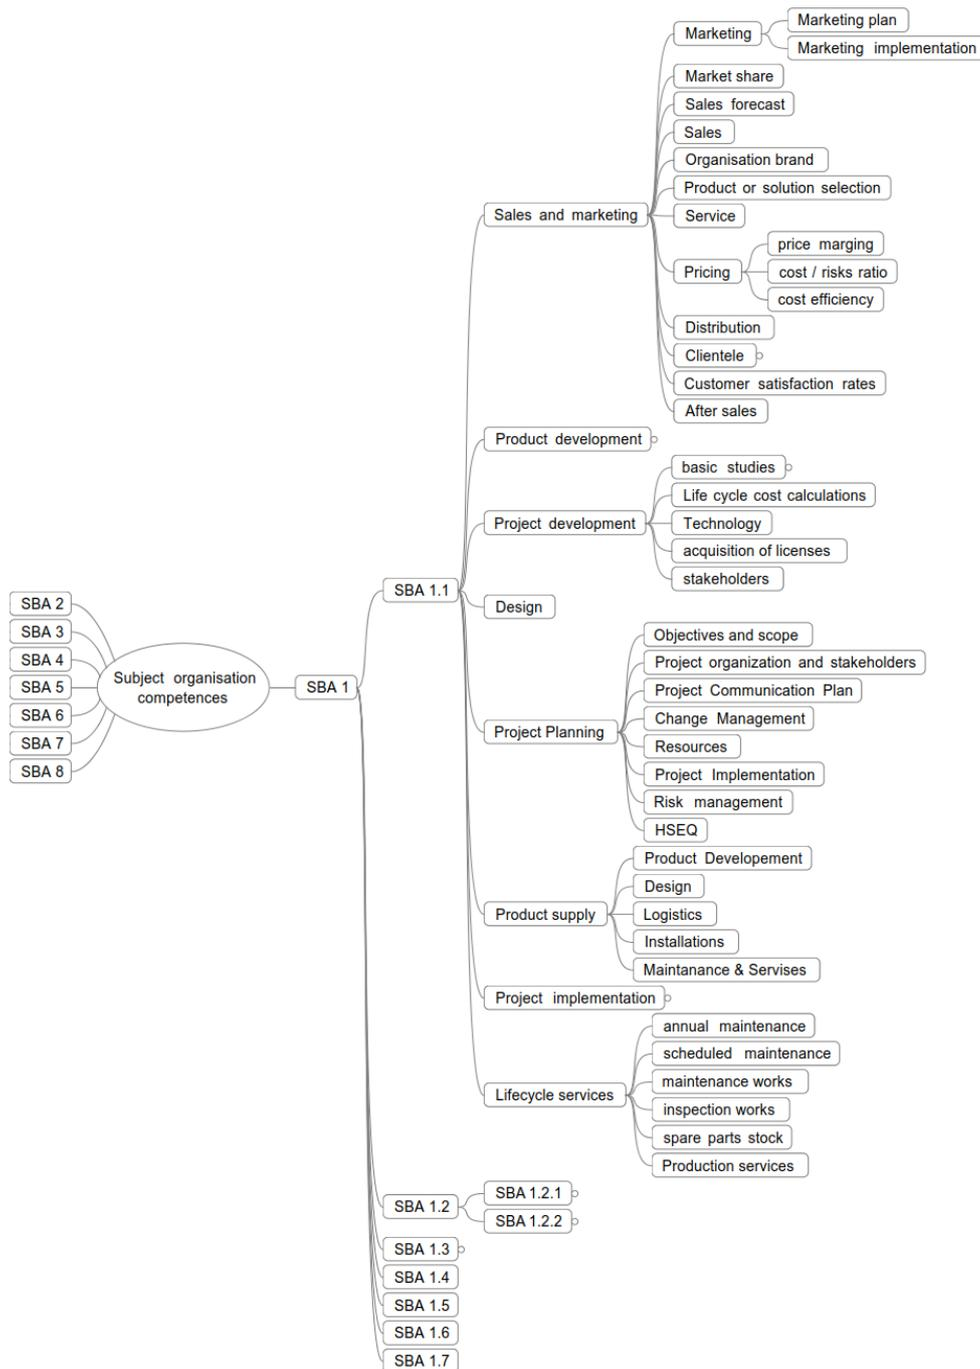 Marketing
Marketing plan
Marketing implementation
Market share
Sales forecast
Sales
Organisation brand
Product or solution selection
Sales and marketing
Service
Pricing
price marging
cost / risks ratio
cost efficiency
Distribution
Clientele
Customer satisfaction rates
After sales
Product development
Project development
basic studies
Life cycle cost calculations
Technology
acquisition of licenses
stakeholders
SBA 1.1
Design
SBA 2
SBA 3
SBA 4
SBA 5
SBA 6
SBA 7
SBA 8
Subject organisation
competences
SBA 1
Project Planning
Objectives and scope
Project organization and stakeholders
Project Communication Plan
Change Management
Resources
Project Implementation
Risk management
HSEQ
Product supply
Product Developement
Design
Logistics
Installations
Maintanance & Servises
Project implementation
Lifecycle services
annual maintenance
scheduled maintenance
maintenance works
inspection works
spare parts stock
Production services
SBA 1.2
SBA 1.2.1
SBA 1.2.2
SBA 1.3
SBA 1.4
SBA 1.5
SBA 1.6
SBA 1.7